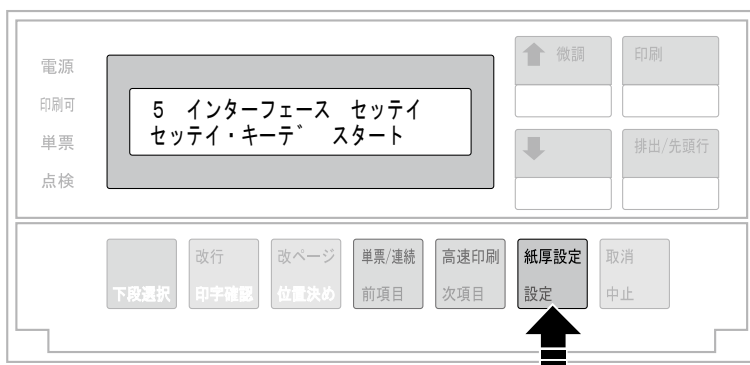 電源
印刷可
単票
点検
5 インターフェース セッテイ
セッテイ・キーデ゛ スタート
微調
印刷
排出/先頭行
下段選択
改行
印字確認
改ページ
位置決め
単票/連続
前項目
高速印刷
次項目
紙厚設定
設定
取消
中止